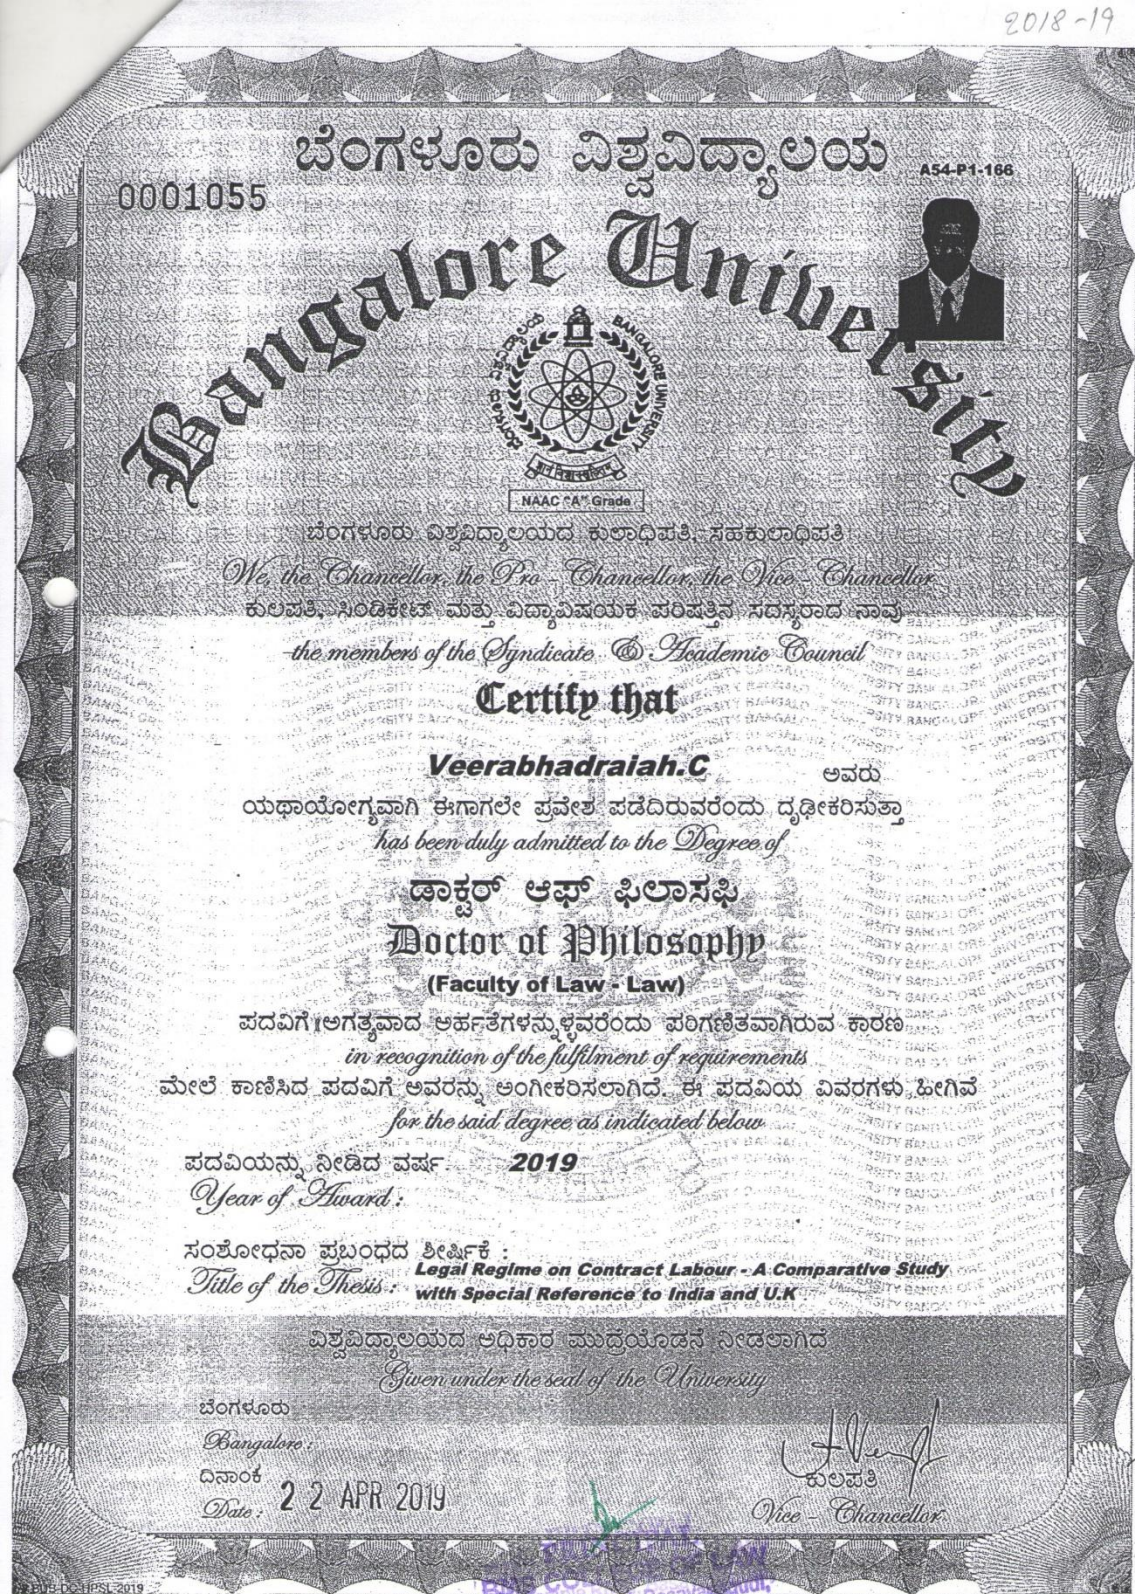 2018-19
ಬೆಂಗಳೂರು ವಿಶ್ವವಿದ್ಯಾಲಯ
A54-P1-166
0001055
Bangalore University
ಬೆಂಗಳೂರು ವಿಶ್ವವಿದ್ಯಾಲಯ
BANGALORE UNIVERSITY
NAAC "A" Grade
ಬೆಂಗಳೂರು ವಿಶ್ವವಿದ್ಯಾಲಯದ ಕುಲಾಧಿಪತಿ, ಸಹಕುಲಾಧಿಪತಿ
We, the Chancellor, the Pro - Chancellor, the Vice - Chancellor
ಕುಲಪತಿ, ಸಿಂಡಿಕೇಟ್ ಮತ್ತು ವಿದ್ಯಾವಿಷಯಕ ಪರಿಷತ್ತಿನ ಸದಸ್ಯರಾದ ನಾವು
the members of the Syndicate & Academic Council
Certify that
Veerabhadraiah.C ಅವರು
ಯಥಾಯೋಗ್ಯವಾಗಿ ಈಗಾಗಲೇ ಪ್ರವೇಶ ಪಡೆದಿರುವರೆಂದು ದೃಢೀಕರಿಸುತ್ತಾ
has been duly admitted to the Degree of
ಡಾಕ್ಟರ್ ಆಫ್ ಫಿಲಾಸಫಿ
Doctor of Philosophy
(Faculty of Law - Law)
ಪದವಿಗೆ ಅಗತ್ಯವಾದ ಅರ್ಹತೆಗಳನ್ನುಳ್ಳವರೆಂದು ಪರಿಗಣಿತವಾಗಿರುವ ಕಾರಣ
in recognition of the fulfilment of requirements
ಮೇಲೆ ಕಾಣಿಸಿದ ಪದವಿಗೆ ಅವರನ್ನು ಅಂಗೀಕರಿಸಲಾಗಿದೆ. ಈ ಪದವಿಯ ವಿವರಗಳು ಹೀಗಿವೆ
for the said degree as indicated below
ಪದವಿಯನ್ನು ನೀಡಿದ ವರ್ಷ 2019
Year of Award :
ಸಂಶೋಧನಾ ಪ್ರಬಂಧದ ಶೀರ್ಷಿಕೆ :
Title of the Thesis : Legal Regime on Contract Labour - A Comparative Study
with Special Reference to India and U.K
ವಿಶ್ವವಿದ್ಯಾಲಯದ ಅಧಿಕಾರ ಮುದ್ರೆಯೊಡನೆ ನೀಡಲಾಗಿದೆ
Given under the seal of the University
ಬೆಂಗಳೂರು
Bangalore :
ದಿನಾಂಕ
Date : 22 APR 2019
ಕುಲಪತಿ
Vice - Chancellor